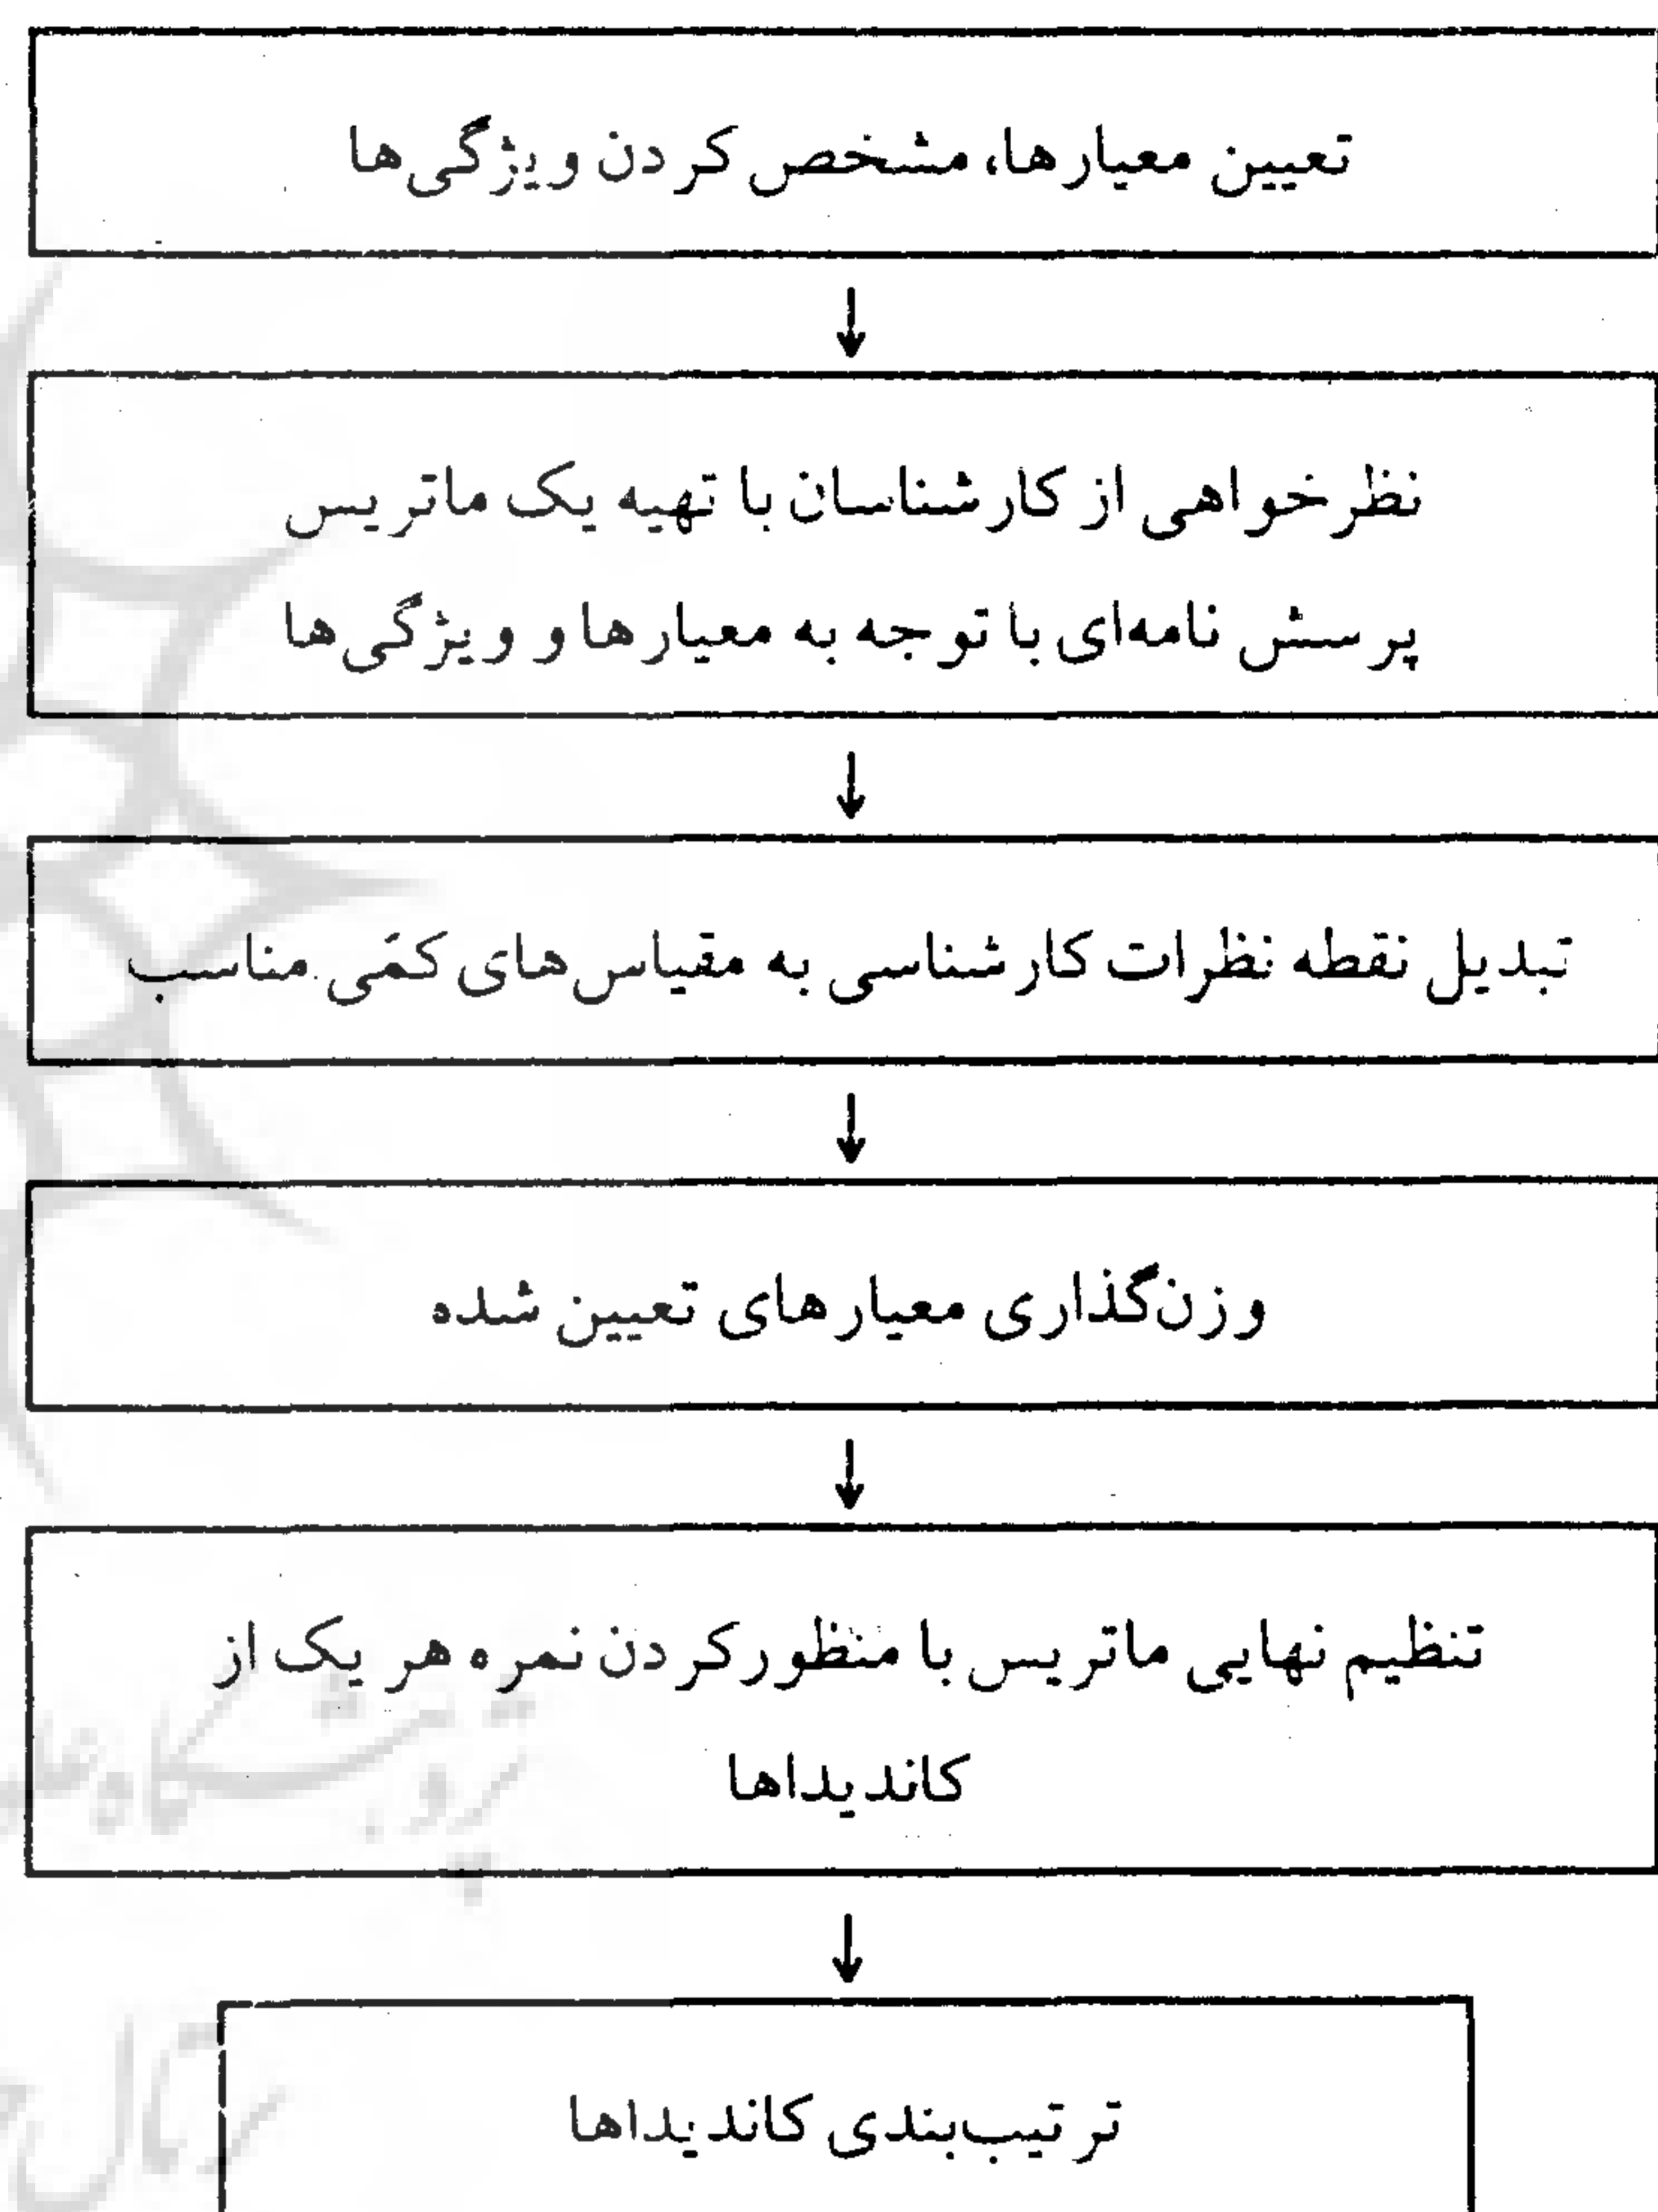 تعیین معیارها، مشخص کردن ویژگی‌ها
↓
نظرخواهی از کارشناسان با تهیه یک ماتریس
پرسش نامه‌ای با توجه به معیارها و ویژگی‌ها
↓
تبدیل نقطه نظرات کارشناسی به مقیاس‌های کمّی مناسب
↓
وزن‌گذاری معیارهای تعیین شده
↓
تنظیم نهایی ماتریس با منظور کردن نمره هر یک از
کاندیداها
↓
ترتیب‌بندی کاندیداها